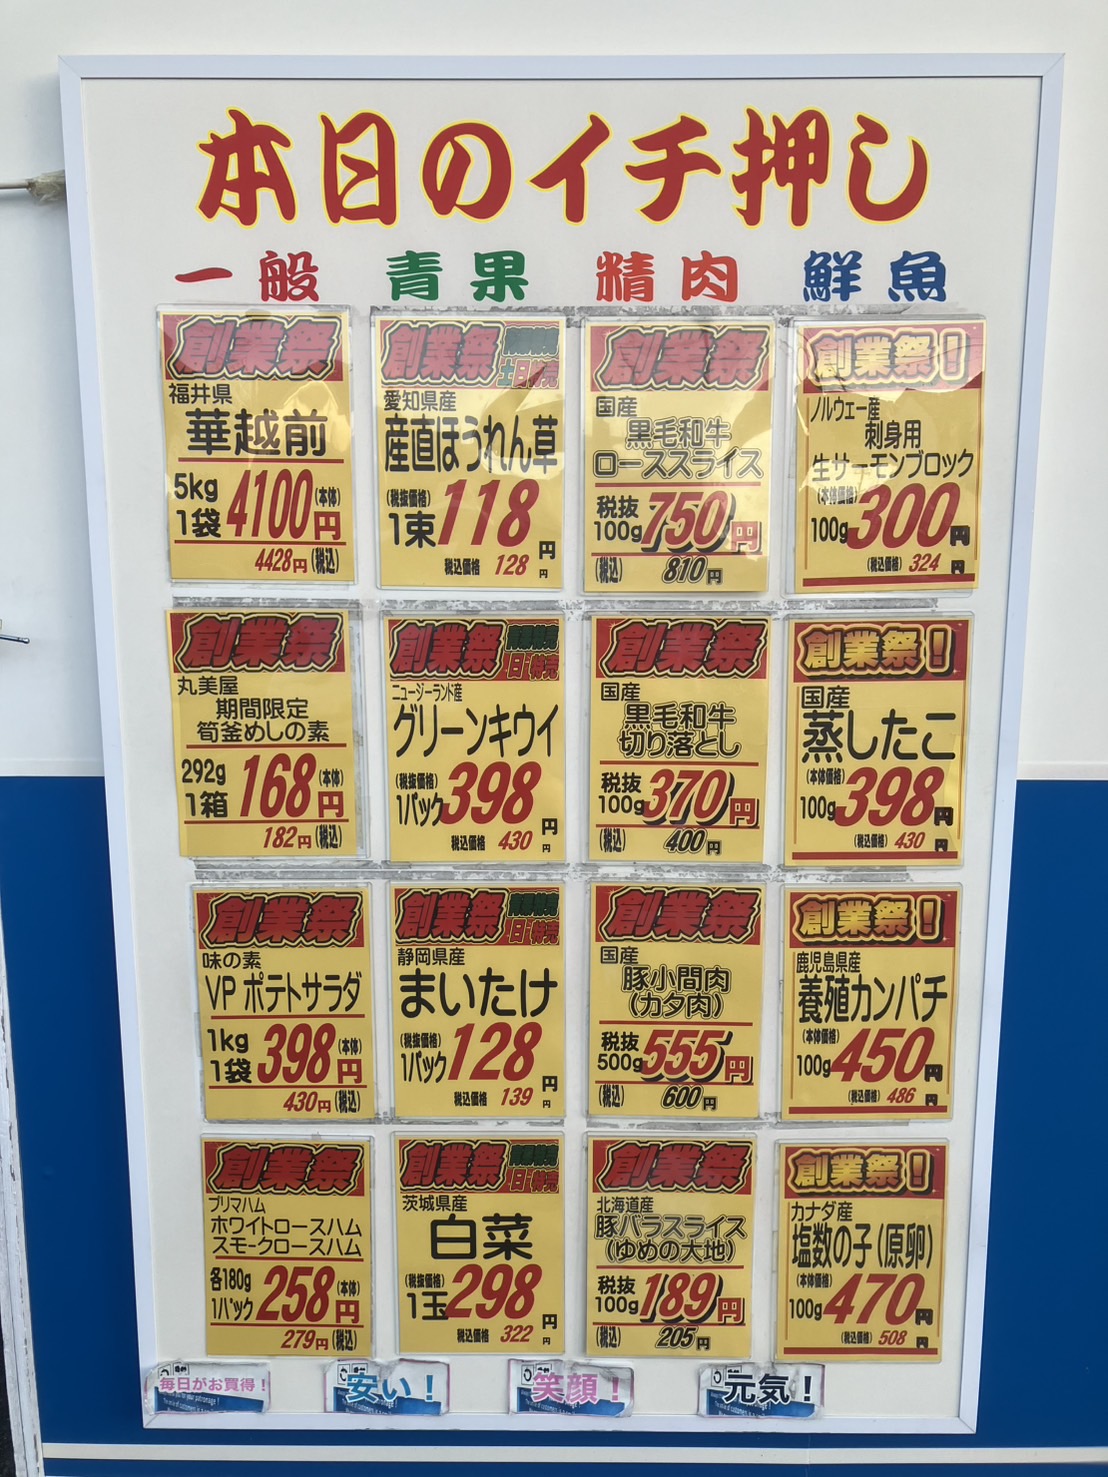 本日のイチ押し
一般 青果 精肉 鮮魚
創業祭
福井県
華越前
5kg
1袋 4100円 (本体)
4428円 (税込)
創業祭 土日特売
愛知県産
産直ほうれん草
(税抜価格)
1束 118円
税込価格 128円
創業祭
国産
黒毛和牛
ローススライス
税抜
100g 750円
(税込) 810円
創業祭!
ノルウェー産
刺身用
生サーモンブロック
(本体価格)
100g 300円
(税込価格) 324円
創業祭
丸美屋
期間限定
筍釜めしの素
292g
1箱 168円 (本体)
182円 (税込)
創業祭 日特売
ニュージーランド産
グリーンキウイ
(税抜価格)
1パック 398円
税込価格 430円
創業祭
国産
黒毛和牛
切り落とし
税抜
100g 370円
(税込) 400円
創業祭!
国産
蒸したこ
(本体価格)
100g 398円
(税込価格) 430円
創業祭
味の素
VP ポテトサラダ
1kg
1袋 398円 (本体)
430円 (税込)
創業祭 日特売
静岡県産
まいたけ
(税抜価格)
1パック 128円
税込価格 139円
創業祭
国産
豚小間肉
(カタ肉)
税抜
500g 555円
(税込) 600円
創業祭!
鹿児島県産
養殖カンパチ
(本体価格)
100g 450円
(税込価格) 486円
創業祭
プリマハム
ホワイトロースハム
スモークロースハム
各180g
1パック 258円 (本体)
279円 (税込)
創業祭 日特売
茨城県産
白菜
(税抜価格)
1玉 298円
税込価格 322円
創業祭
北海道産
豚バラスライス
(ゆめの大地)
税抜
100g 189円
(税込) 205円
創業祭!
カナダ産
塩数の子(原卵)
(本体価格)
100g 470円
(税込価格) 508円
毎日がお買得! 安い! 笑顔! 元気!